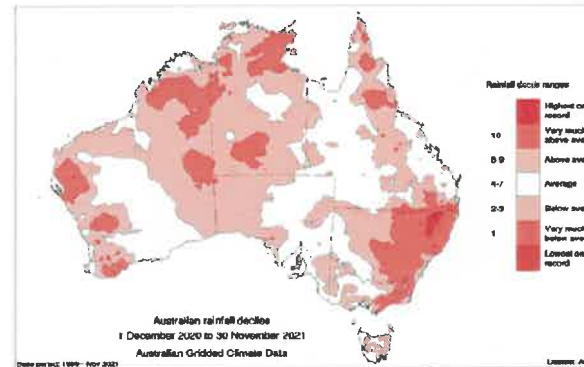 Rainfall decile ranges
Highest on
record
10
Very much
above ave
8-9
Above ave
4-7
Average
2-3
Below ave
1
Very much
below ave
Lowest on
record
Australian rainfall deciles
1 December 2020 to 30 November 2021
Australian Gridded Climate Data